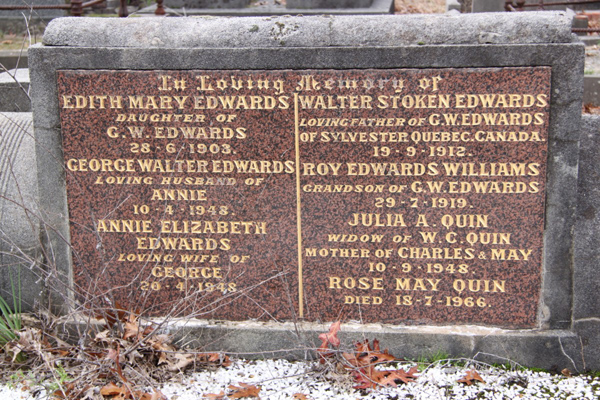 In Loving Memory of
EDITH MARY EDWARDS
DAUGHTER OF
G.W. EDWARDS
28-6-1903.
GEORGE WALTER EDWARDS
LOVING HUSBAND OF
ANNIE
10-4-1948.
ANNIE ELIZABETH
EDWARDS
LOVING WIFE OF
GEORGE
20-4-1948
WALTER STOKEN EDWARDS
LOVING FATHER OF G.W. EDWARDS
OF SYLVESTER QUEBEC. CANADA.
19-9-1912.
ROY EDWARDS WILLIAMS
GRANDSON OF G.W. EDWARDS
29-7-1919.
JULIA A. QUIN
WIDOW OF W.C. QUIN
MOTHER OF CHARLES & MAY
10-9-1948.
ROSE MAY QUIN
DIED 18-7-1966.